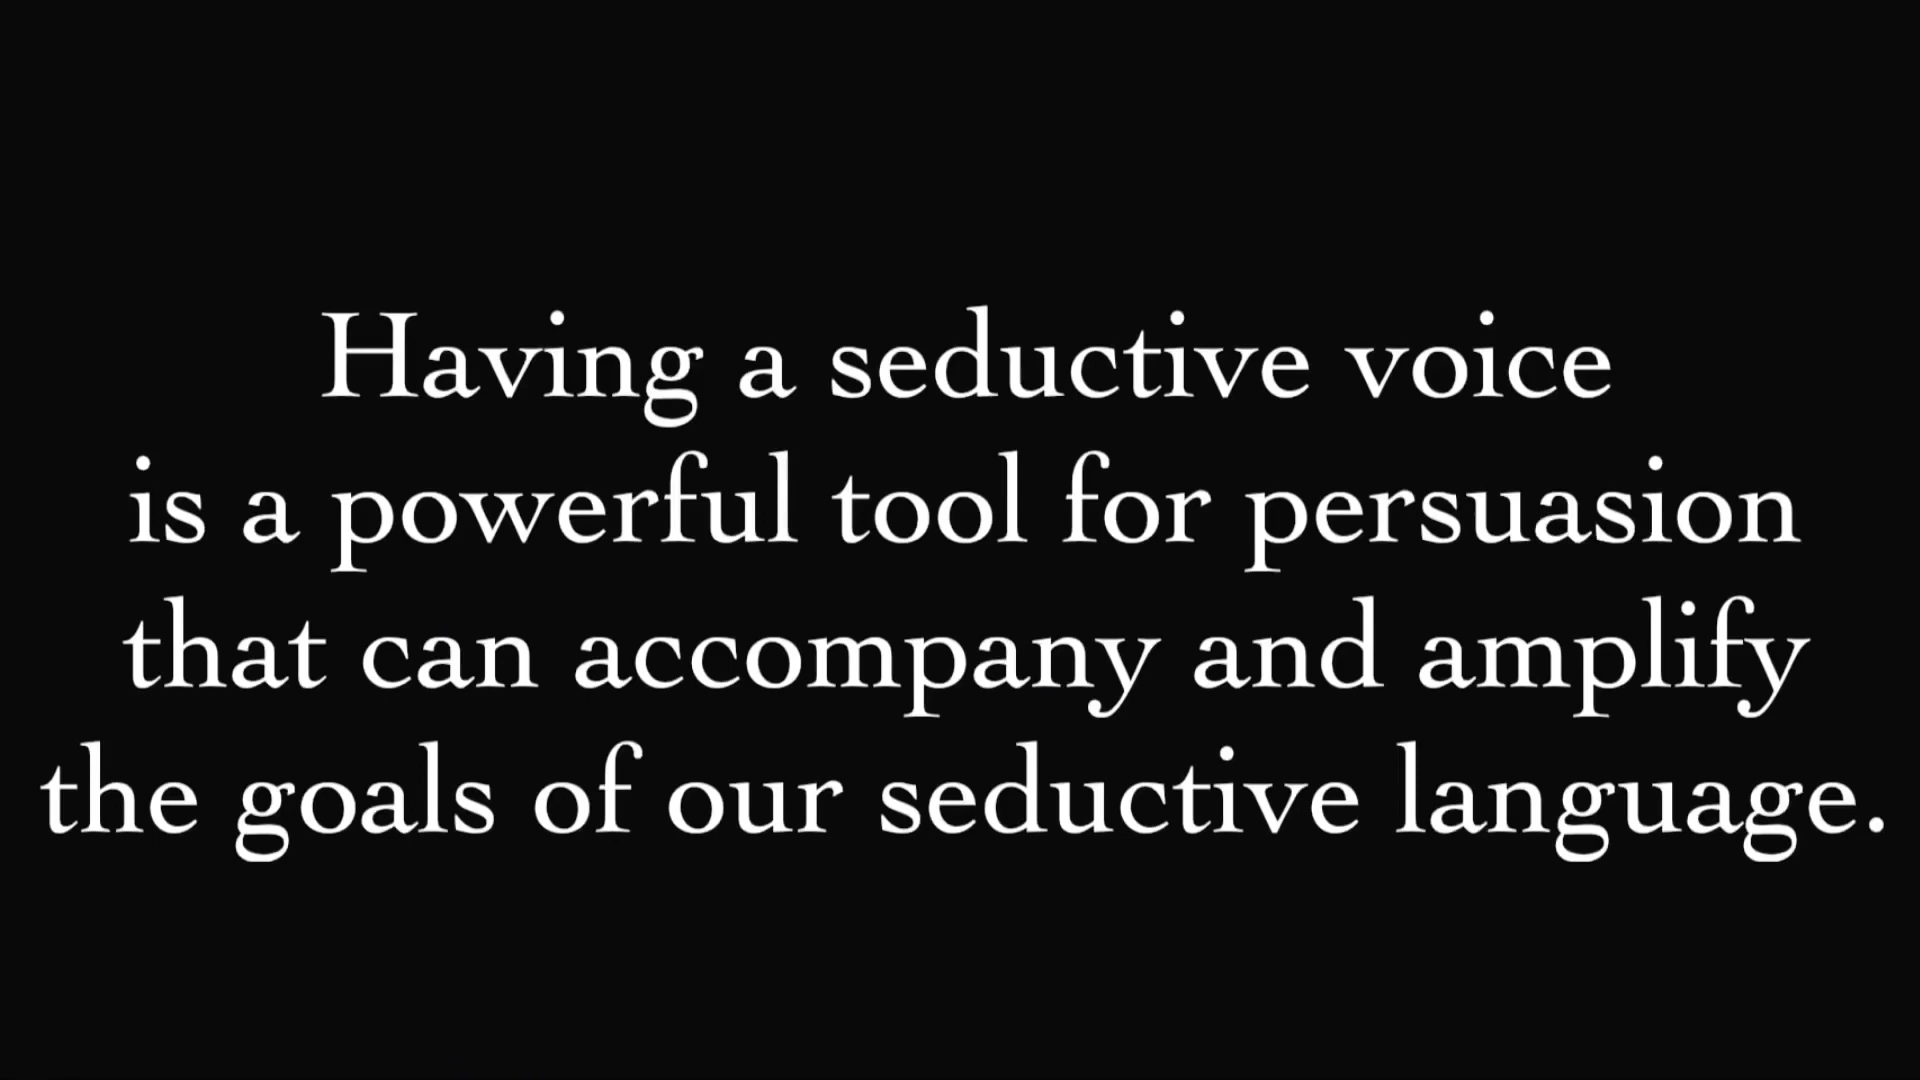 Having a seductive voice
is a powerful tool for persuasion
that can accompany and amplify
the goals of our seductive language.